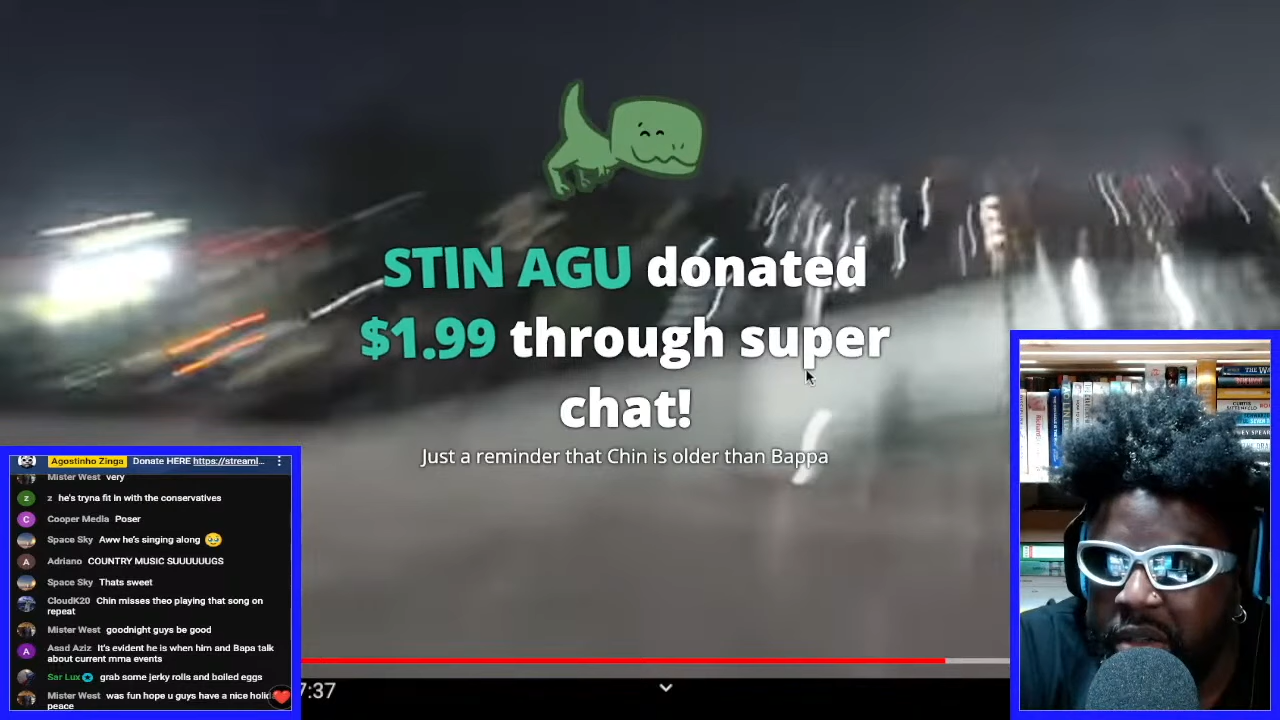 STIN AGU donated
$1.99 through super
chat!
Just a reminder that Chin is older than Bappa
Agostinho Zinga Donate HERE https://streaml...
Mister West very
z he's tryna fit in with the conservatives
Cooper Media Poser
Space Sky Aww he's singing along
Adriano COUNTRY MUSIC SUUUUUUGS
Space Sky Thats sweet
CloudK20 Chin misses theo playing that song on
repeat
Mister West goodnight guys be good
Asad Aziz It's evident he is when him and Bapa talk
about current mma events
Sar Lux grab some jerky rolls and boiled eggs
Mister West was fun hope u guys have a nice
peace
7:37
THE
CURTIS
SITTENFELD